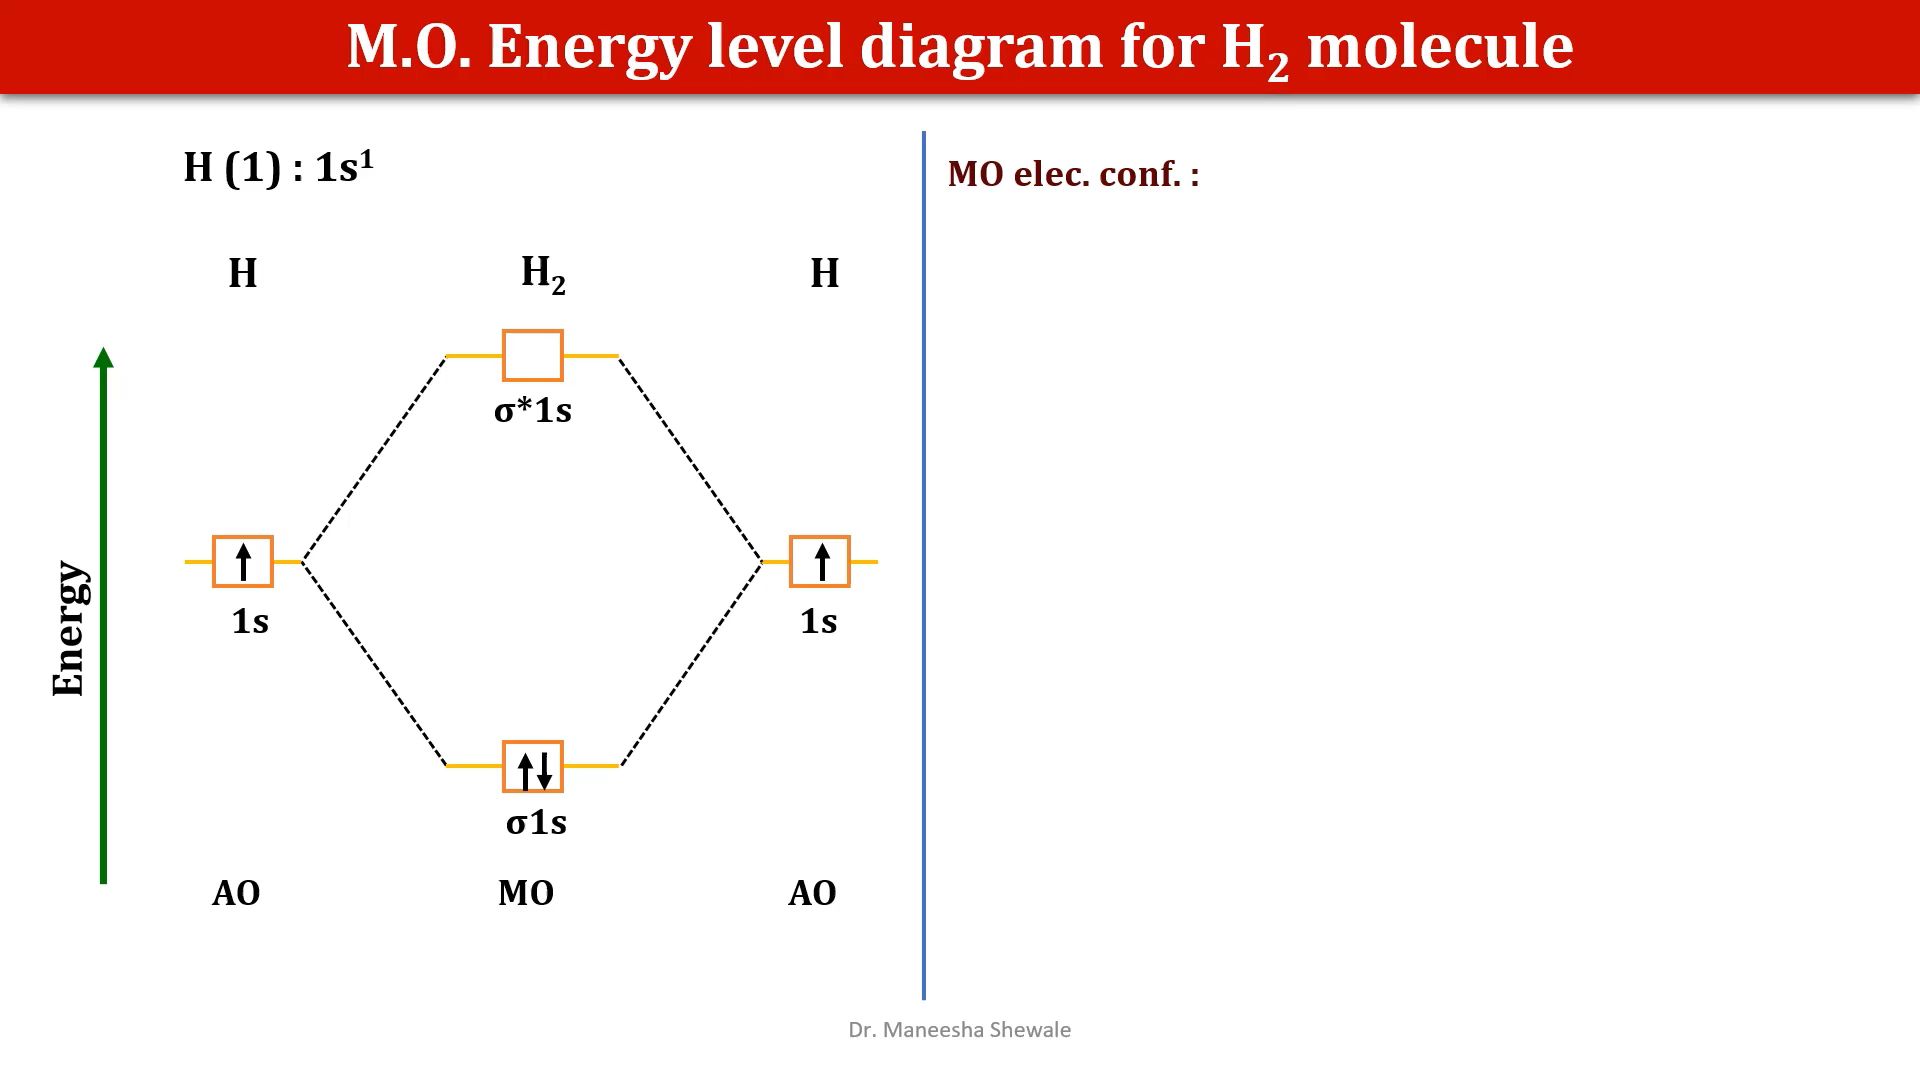 M.O. Energy level diagram for H₂ molecule
H (1) : 1s¹
MO elec. conf. :
H H₂ H
σ*1s
Energy
1s 1s
σ1s
AO MO AO
Dr. Maneesha Shewale